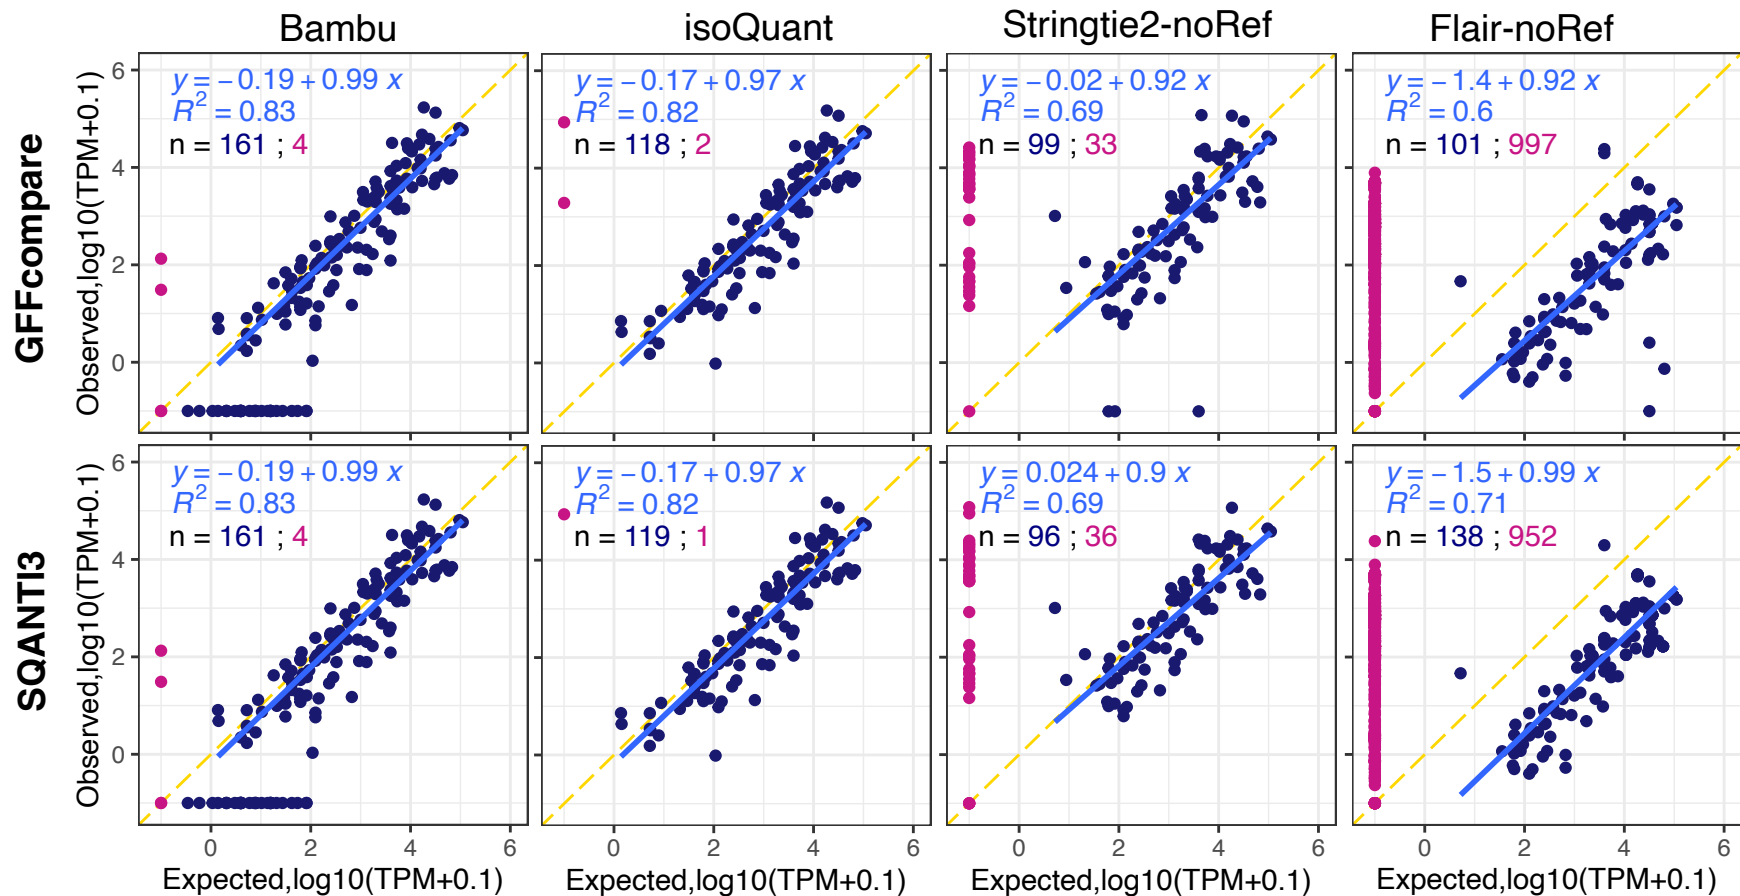 Bambu
isoQuant
Stringtie2-noRef
Flair-noRef
GFFcompare
Observed,log10(TPM+0.1)
6
4
2
0
y = −0.19 + 0.99 x
R² = 0.83
n = 161 ; 4
y = −0.17 + 0.97 x
R² = 0.82
n = 118 ; 2
y = −0.02 + 0.92 x
R² = 0.69
n = 99 ; 33
y = −1.4 + 0.92 x
R² = 0.6
n = 101 ; 997
SQANTI3
Observed,log10(TPM+0.1)
6
4
2
0
y = −0.19 + 0.99 x
R² = 0.83
n = 161 ; 4
y = −0.17 + 0.97 x
R² = 0.82
n = 119 ; 1
y = 0.024 + 0.9 x
R² = 0.69
n = 96 ; 36
y = −1.5 + 0.99 x
R² = 0.71
n = 138 ; 952
0 2 4 6
0 2 4 6
0 2 4 6
0 2 4 6
Expected,log10(TPM+0.1)
Expected,log10(TPM+0.1)
Expected,log10(TPM+0.1)
Expected,log10(TPM+0.1)